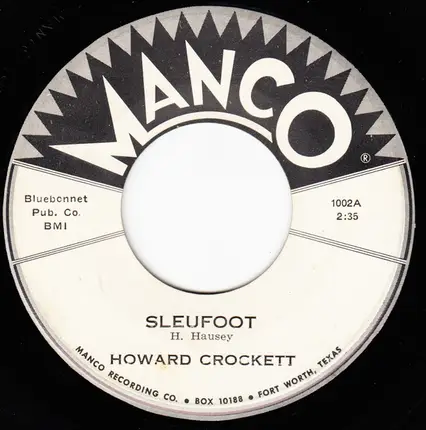 MANCO
®
Bluebonnet
Pub. Co.
BMI
1002A
2:35
SLEUFOOT
H. Hausey
HOWARD CROCKETT
MANCO RECORDING CO. • BOX 10188 • FORT WORTH, TEXAS